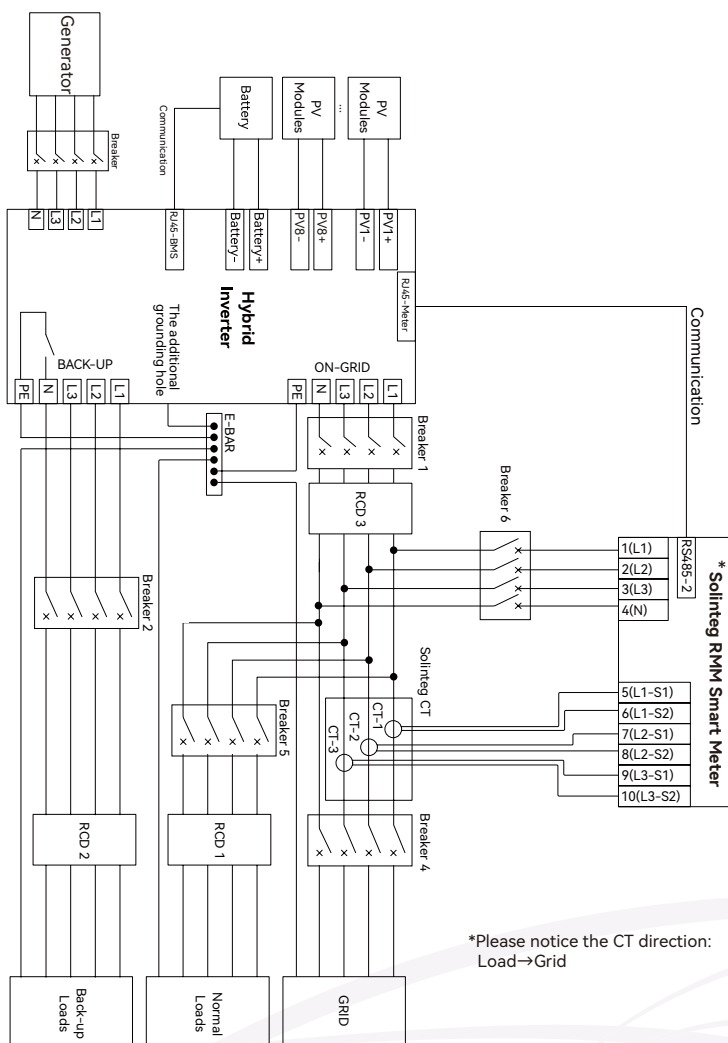 Generator
Breaker
Communication
Battery
PV
Modules
...
PV
Modules
N
L3
L2
L1
RJ45-BMS
Battery-
Battery+
PV8-
PV8+
PV1-
PV1+
RJ45-Meter
Communication
Hybrid
Inverter
The additional
grounding hole
BACK-UP
ON-GRID
PE
N
L3
L2
L1
PE
N
L3
L2
L1
E-BAR
Breaker 1
RCD 3
Breaker 6
* Solinteg RMM Smart Meter
RS485-2
1(L1)
2(L2)
3(L3)
4(N)
5(L1-S1)
6(L1-S2)
7(L2-S1)
8(L2-S2)
9(L3-S1)
10(L3-S2)
Breaker 2
Breaker 5
Solinteg CT
CT-1
CT-2
CT-3
RCD 2
RCD 1
Breaker 4
Back-up
Loads
Normal
Loads
GRID
*Please notice the CT direction:
Load→Grid